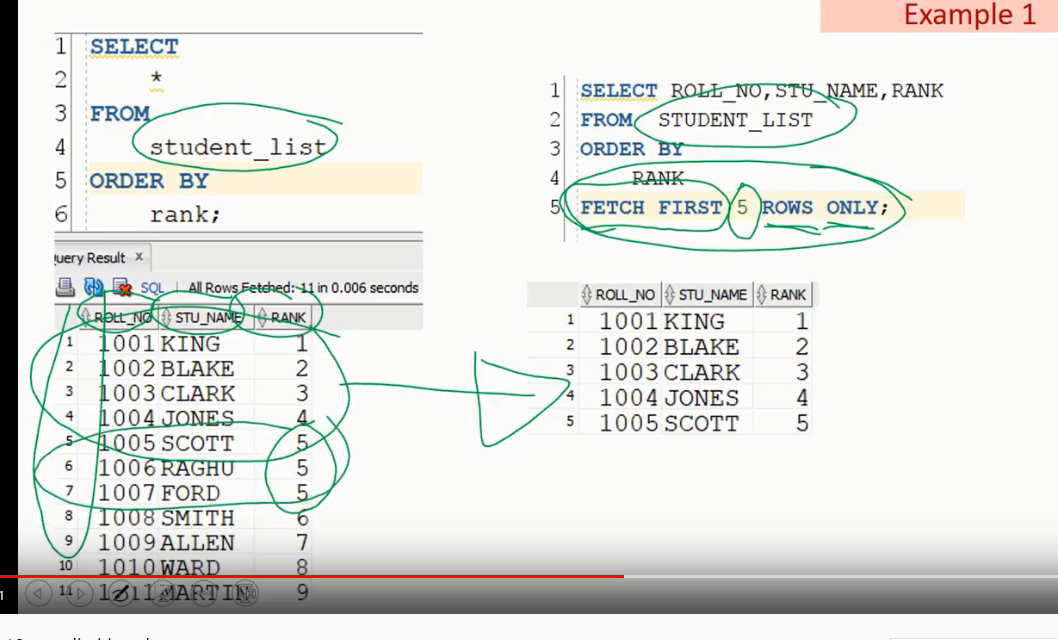 Example 1
1 SELECT
2 *
3 FROM
4 student_list
5 ORDER BY
6 rank;
1 SELECT ROLL_NO,STU_NAME,RANK
2 FROM STUDENT_LIST
3 ORDER BY
4 RANK
5 FETCH FIRST 5 ROWS ONLY;
uery Result x
SQL | All Rows Fetched: 11 in 0.006 seconds
ROLL_NO STU_NAME RANK
1 1001 KING 1
2 1002 BLAKE 2
3 1003 CLARK 3
4 1004 JONES 4
5 1005 SCOTT 5
6 1006 RAGHU 5
7 1007 FORD 5
8 1008 SMITH 6
9 1009 ALLEN 7
10 1010 WARD 8
11 1011 MARTIN 9
ROLL_NO STU_NAME RANK
1 1001 KING 1
2 1002 BLAKE 2
3 1003 CLARK 3
4 1004 JONES 4
5 1005 SCOTT 5
1